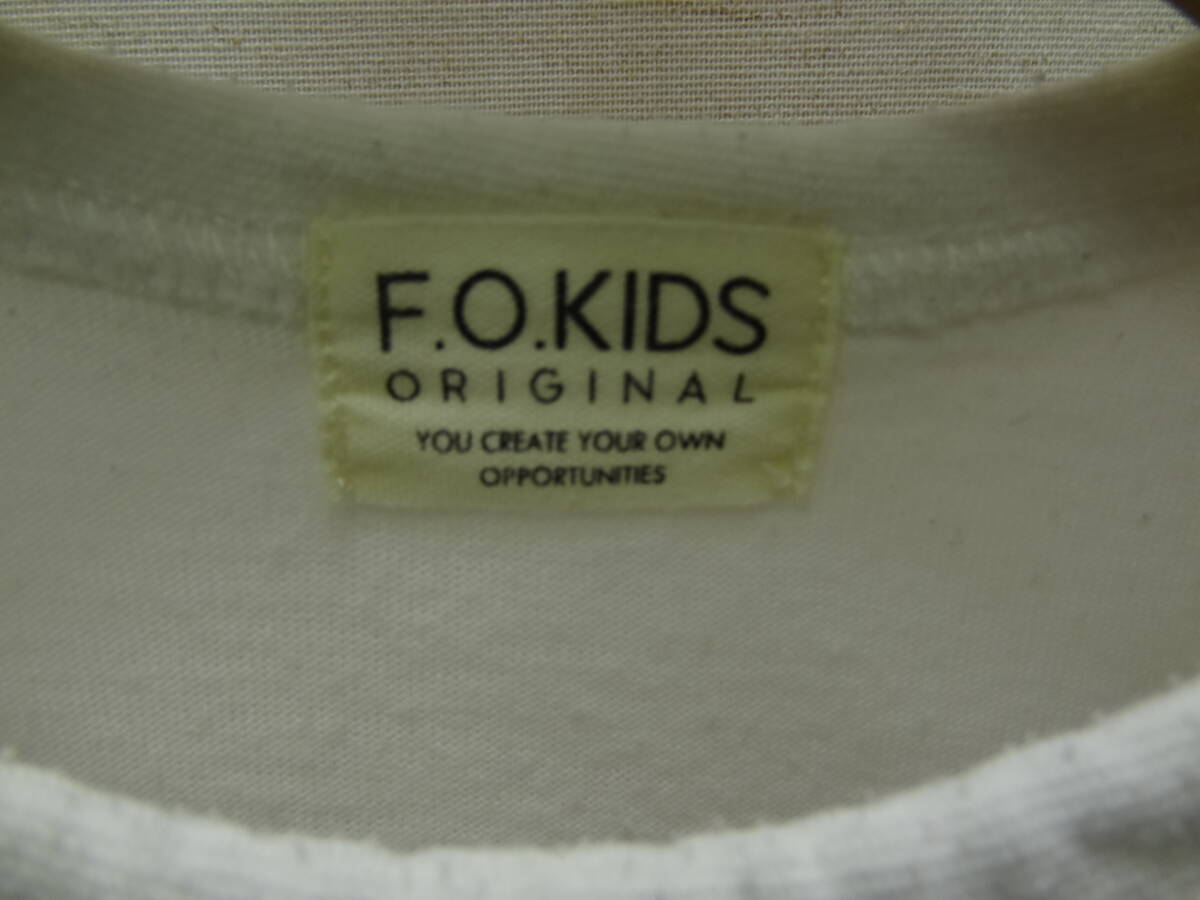 F.O.KIDS
ORIGINAL
YOU CREATE YOUR OWN
OPPORTUNITIES